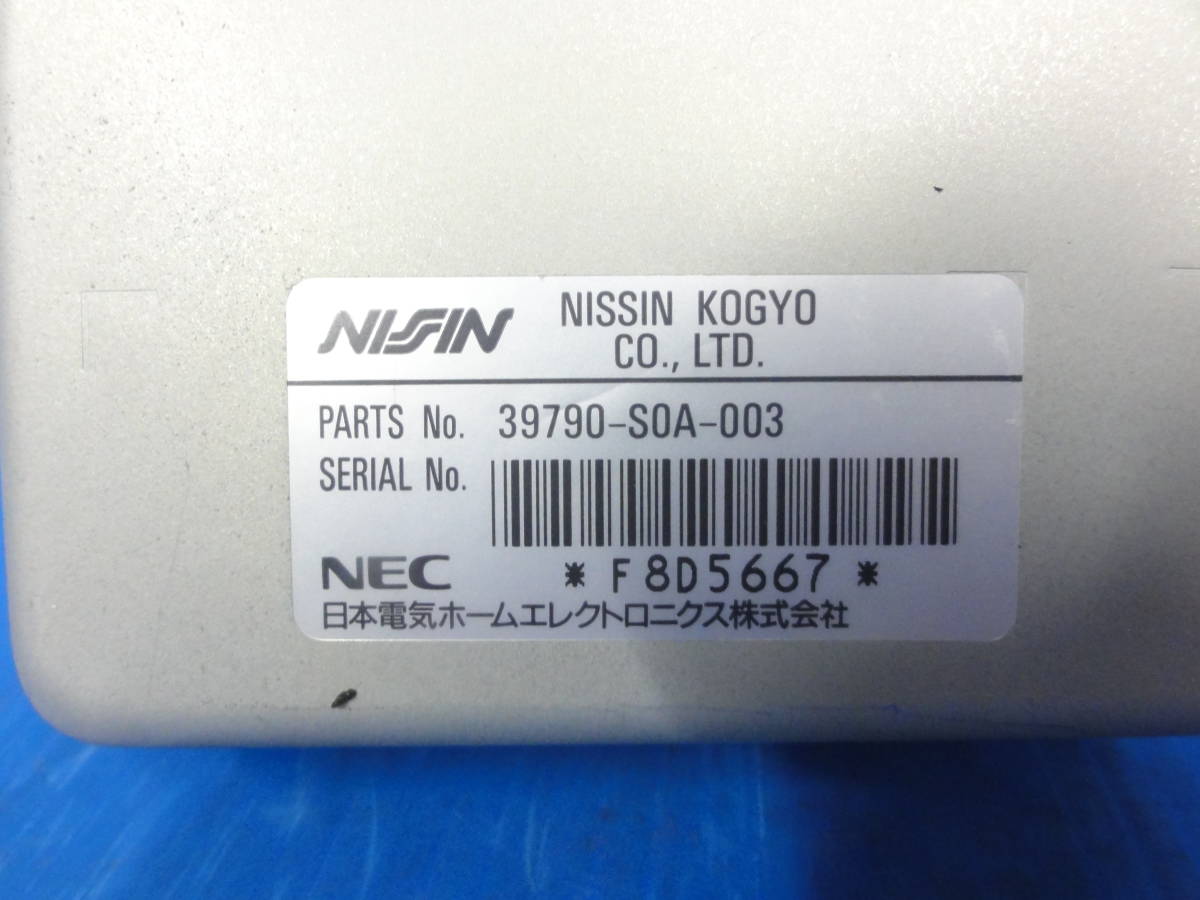 NISSIN NISSIN KOGYO
CO., LTD.
PARTS No. 39790-S0A-003
SERIAL No.
NEC *F8D5667*
日本電気ホームエレクトロニクス株式会社